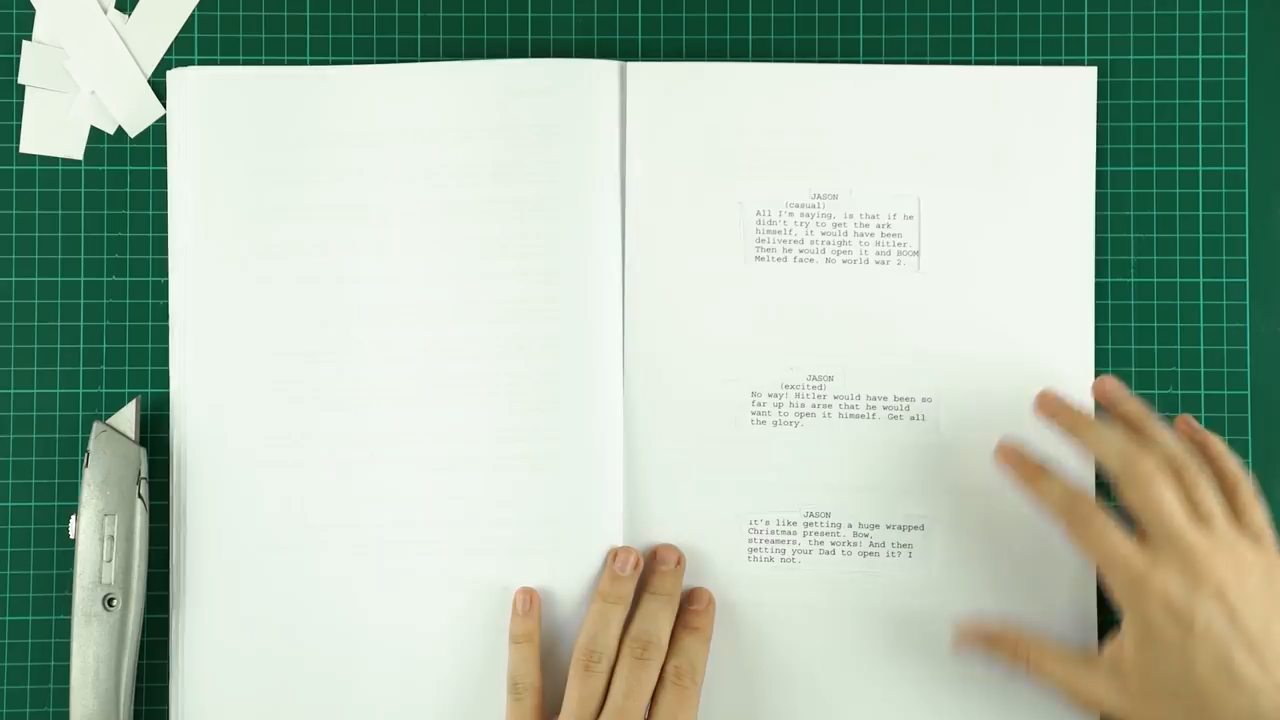 JASON
(casual)
All I'm saying, is that if he
didn't try to get the ark
himself, it would have been
delivered straight to Hitler.
Then he would open it and BOOM
Melted face. No world war 2.
JASON
(excited)
No way! Hitler would have been so
far up his arse that he would
want to open it himself. Get all
the glory.
JASON
it's like getting a huge wrapped
Christmas present. Bow,
streamers, the works! And then
getting your Dad to open it? I
think not.